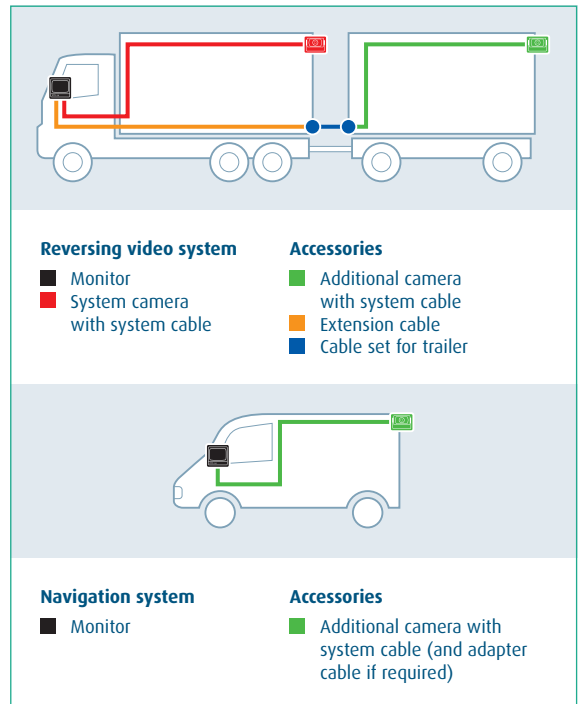 Reversing video system
Monitor
System camera
with system cable
Accessories
Additional camera
with system cable
Extension cable
Cable set for trailer
Navigation system
Monitor
Accessories
Additional camera with
system cable (and adapter
cable if required)